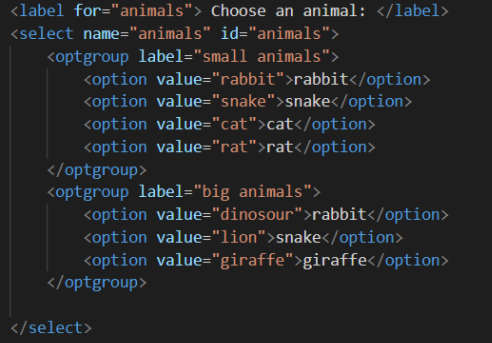 <label for="animals"> Choose an animal: </label>
<select name="animals" id="animals">
    <optgroup label="small animals">
        <option value="rabbit">rabbit</option>
        <option value="snake">snake</option>
        <option value="cat">cat</option>
        <option value="rat">rat</option>
    </optgroup>
    <optgroup label="big animals">
        <option value="dinosour">rabbit</option>
        <option value="lion">snake</option>
        <option value="giraffe">giraffe</option>
    </optgroup>
</select>